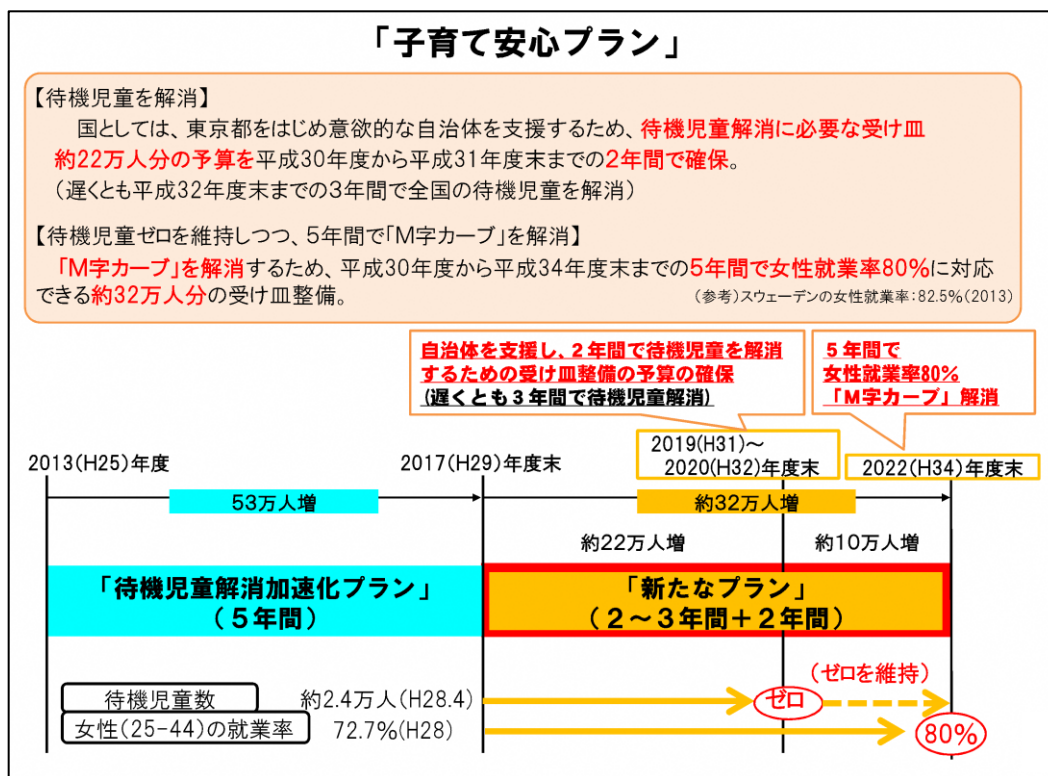 「子育て安心プラン」
【待機児童を解消】
国としては、東京都をはじめ意欲的な自治体を支援するため、待機児童解消に必要な受け皿
約22万人分の予算を平成30年度から平成31年度末までの2年間で確保。
（遅くとも平成32年度末までの3年間で全国の待機児童を解消）
【待機児童ゼロを維持しつつ、5年間で「M字カーブ」を解消】
「M字カーブ」を解消するため、平成30年度から平成34年度末までの5年間で女性就業率80%に対応
できる約32万人分の受け皿整備。
（参考）スウェーデンの女性就業率：82.5%（2013）
自治体を支援し、２年間で待機児童を解消
するための受け皿整備の予算の確保
(遅くとも３年間で待機児童解消)
５年間で
女性就業率80%
「M字カーブ」解消
2013(H25)年度
2017(H29)年度末
2019(H31)～
2020(H32)年度末
2022(H34)年度末
53万人増
約32万人増
約22万人増
約10万人増
「待機児童解消加速化プラン」
（５年間）
「新たなプラン」
（２～３年間＋２年間）
待機児童数
約2.4万人(H28.4)
ゼロ
（ゼロを維持）
女性(25-44)の就業率
72.7%(H28)
80%